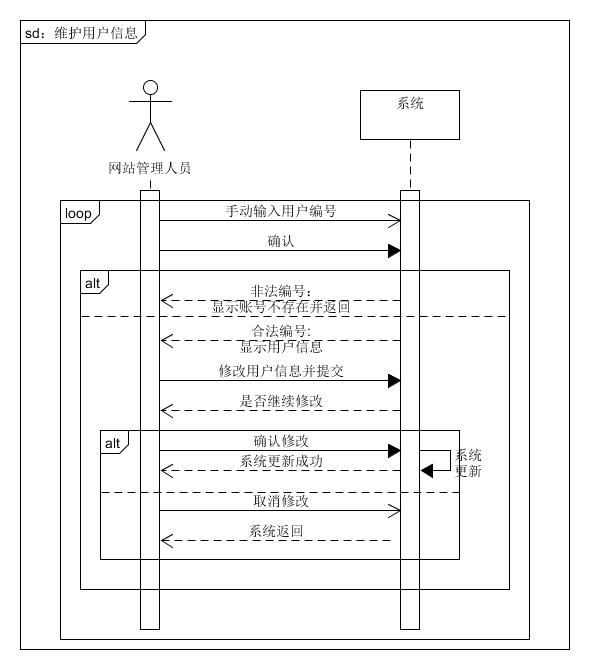 sd：维护用户信息
系统
网站管理人员
loop
手动输入用户编号
确认
alt
非法编号：
显示账号不存在并返回
合法编号:
显示用户信息
修改用户信息并提交
是否继续修改
alt
确认修改
系统
更新
系统更新成功
取消修改
系统返回